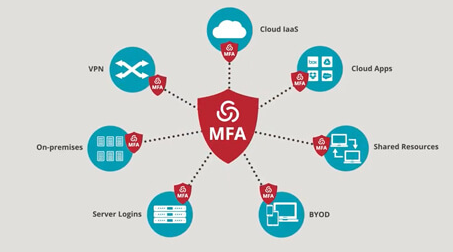 Cloud IaaS
MFA
VPN
MFA
Cloud Apps
MFA
MFA
On-premises
MFA
Shared Resources
MFA
Server Logins
MFA
BYOD
MFA